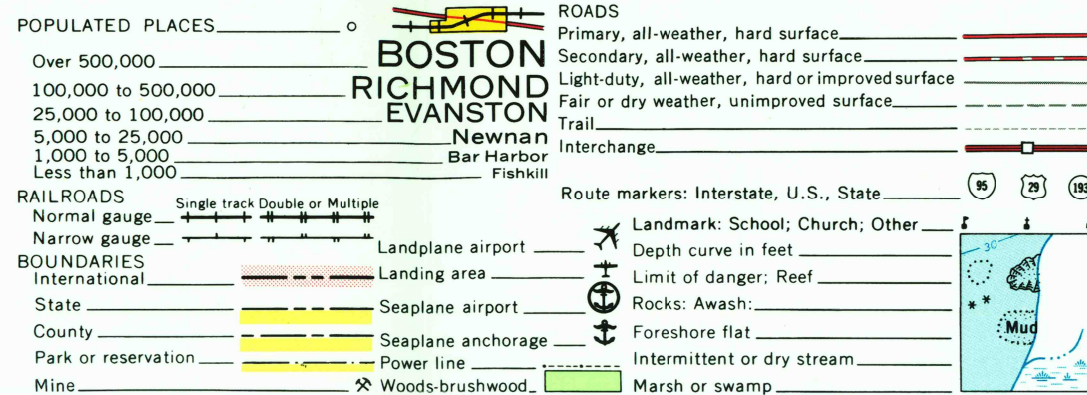 POPULATED PLACES
Over 500,000 BOSTON
100,000 to 500,000 RICHMOND
25,000 to 100,000 EVANSTON
5,000 to 25,000 Newnan
1,000 to 5,000 Bar Harbor
Less than 1,000 Fishkill
RAILROADS
Single track Double or Multiple
Normal gauge
Narrow gauge
BOUNDARIES
International
State
County
Park or reservation
Mine
Landplane airport
Landing area
Seaplane airport
Seaplane anchorage
Power line
Woods-brushwood
ROADS
Primary, all-weather, hard surface
Secondary, all-weather, hard surface
Light-duty, all-weather, hard or improved surface
Fair or dry weather, unimproved surface
Trail
Interchange
Route markers: Interstate, U.S., State 95 29 193
Landmark: School; Church; Other
Depth curve in feet
Limit of danger; Reef
Rocks: Awash:
Foreshore flat
Intermittent or dry stream
Marsh or swamp
30
Mud